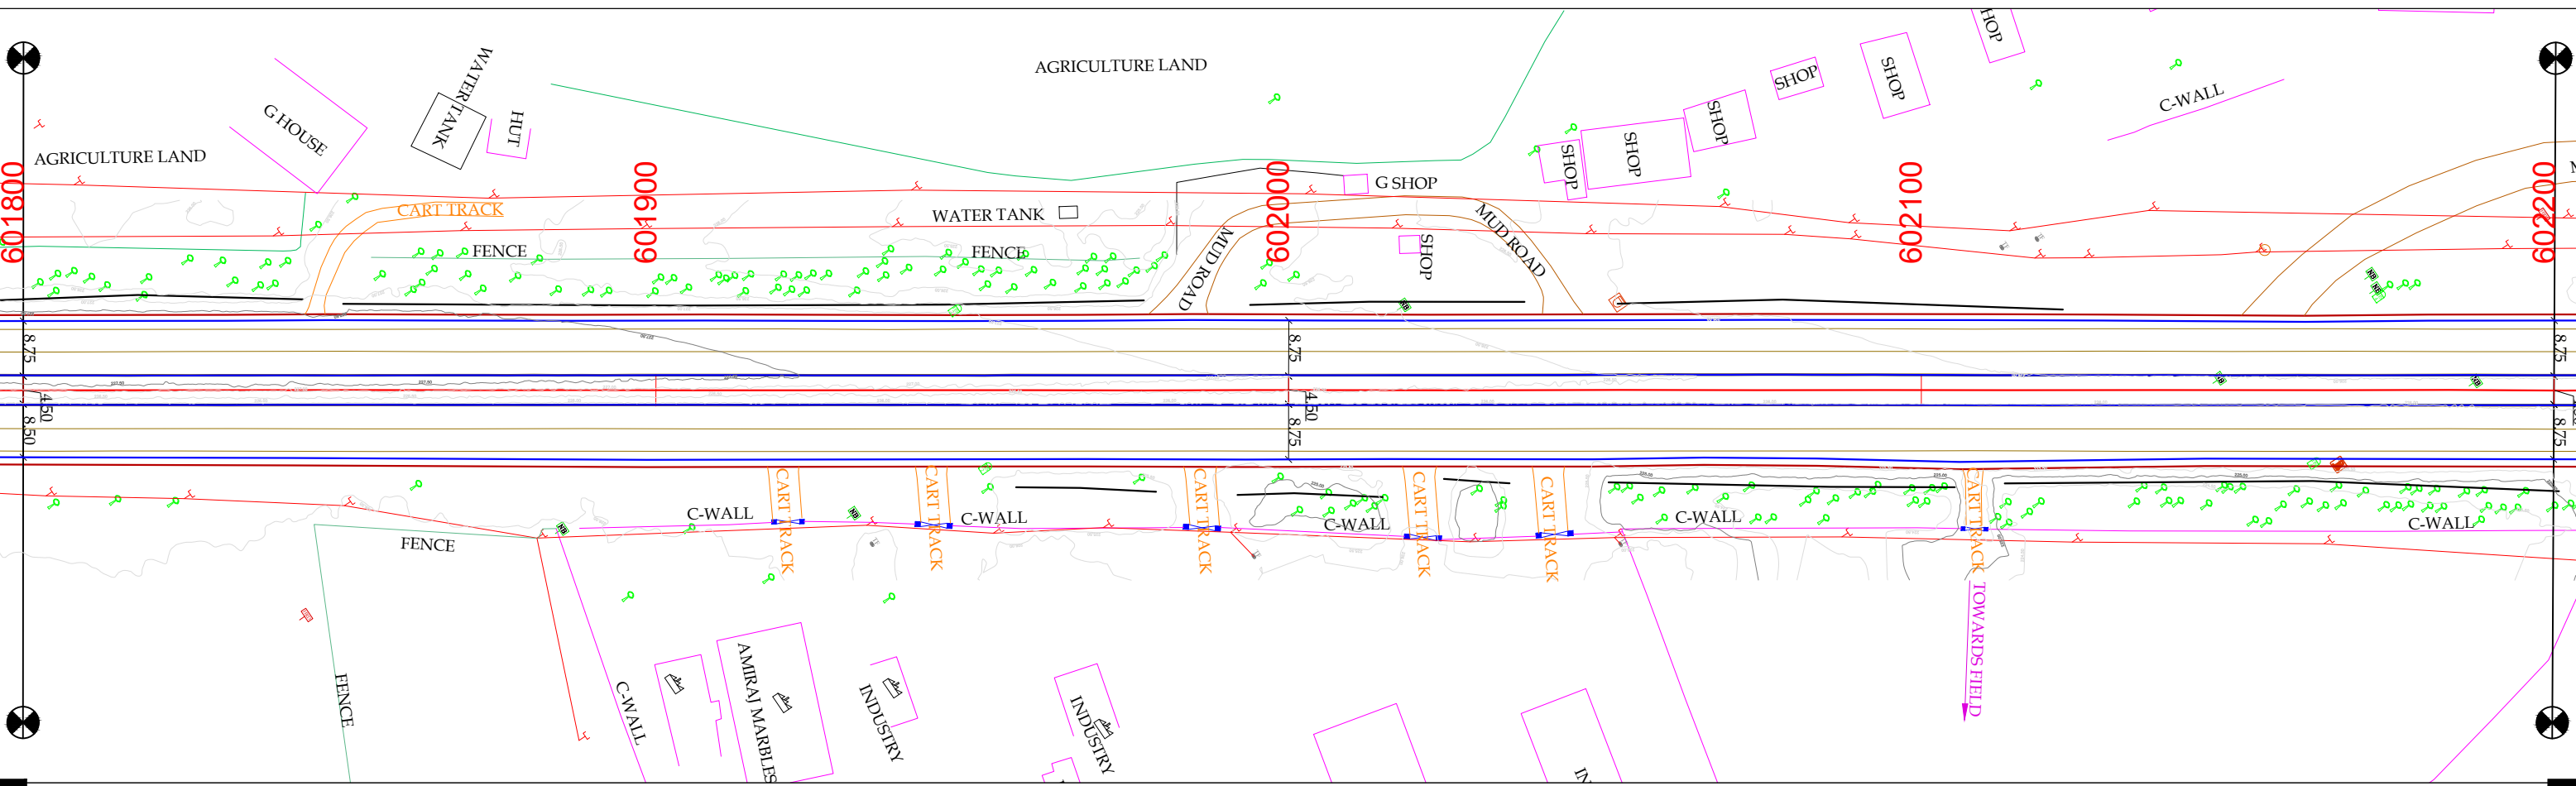 AGRICULTURE LAND
601800
G HOUSE
WATER TANK
TANK
HUT
CART TRACK
601900
FENCE
AGRICULTURE LAND
WATER TANK
FENCE
MUD ROAD
602000
G SHOP
SHOP
MUD ROAD
SHOP
SHOP
SHOP
SHOP
SHOP
HOP
602100
C-WALL
602200
8.75
4.50
8.50
8.75
4.50
8.75
8.75
8.75
FENCE
FENCE
C-WALL
C-WALL
CART TRACK
CART TRACK
C-WALL
CART TRACK
C-WALL
CART TRACK
CART TRACK
C-WALL
CART TRACK
C-WALL
TOWARDS FIELD
AMIRAJ MARBLES
INDUSTRY
INDUSTRY
IN